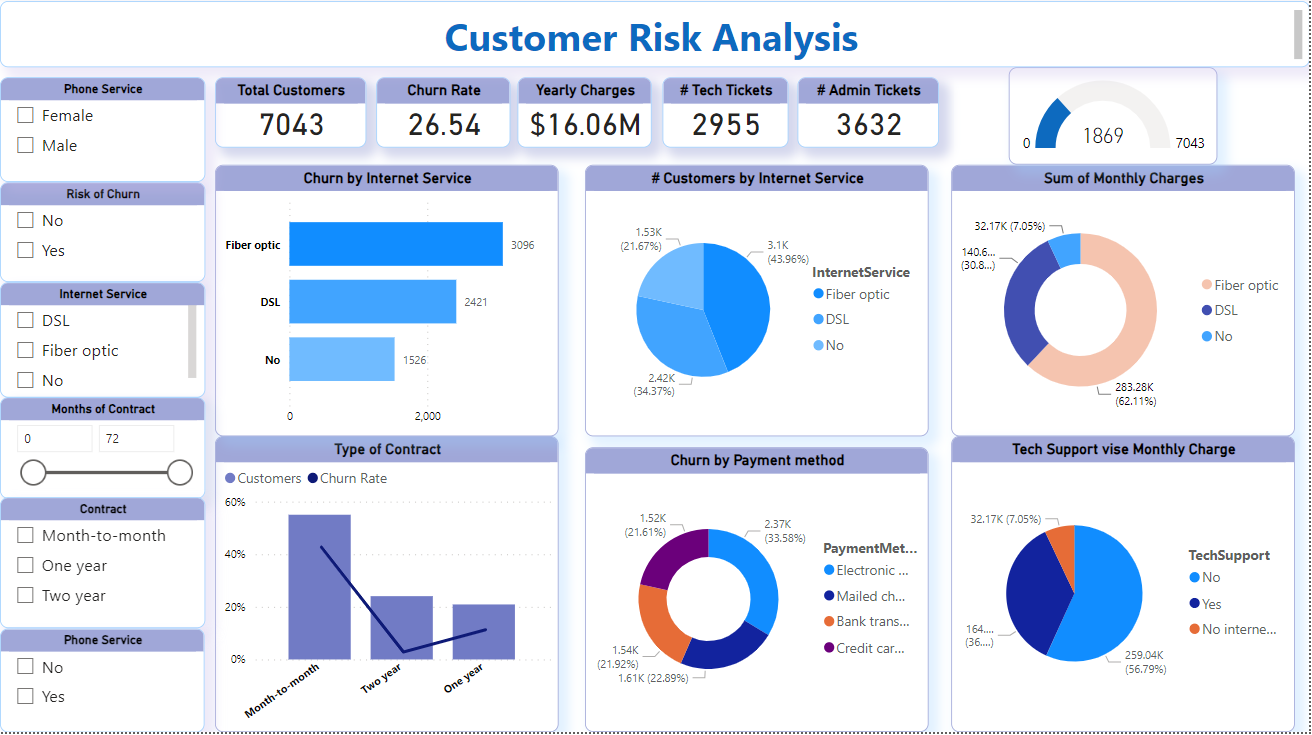 Customer Risk Analysis
Phone Service
Female
Male
Risk of Churn
No
Yes
Internet Service
DSL
Fiber optic
No
Months of Contract
0
72
Contract
Month-to-month
One year
Two year
Phone Service
No
Yes
Total Customers
7043
Churn Rate
26.54
Yearly Charges
$16.06M
# Tech Tickets
2955
# Admin Tickets
3632
0
1869
7043
Churn by Internet Service
Fiber optic
3096
DSL
2421
No
1526
0
2,000
# Customers by Internet Service
1.53K
(21.67%)
3.1K
(43.96%)
2.42K
(34.37%)
InternetService
Fiber optic
DSL
No
Sum of Monthly Charges
32.17K (7.05%)
140.6...
(30.8...)
283.28K
(62.11%)
Fiber optic
DSL
No
Type of Contract
Customers
Churn Rate
60%
40%
20%
0%
Month-to-month
Two year
One year
Churn by Payment method
1.52K
(21.61%)
2.37K
(33.58%)
1.54K
(21.92%)
1.61K (22.89%)
PaymentMet...
Electronic ...
Mailed ch...
Bank trans...
Credit car...
Tech Support vise Monthly Charge
32.17K (7.05%)
164....
(36....)
259.04K
(56.79%)
TechSupport
No
Yes
No interne...